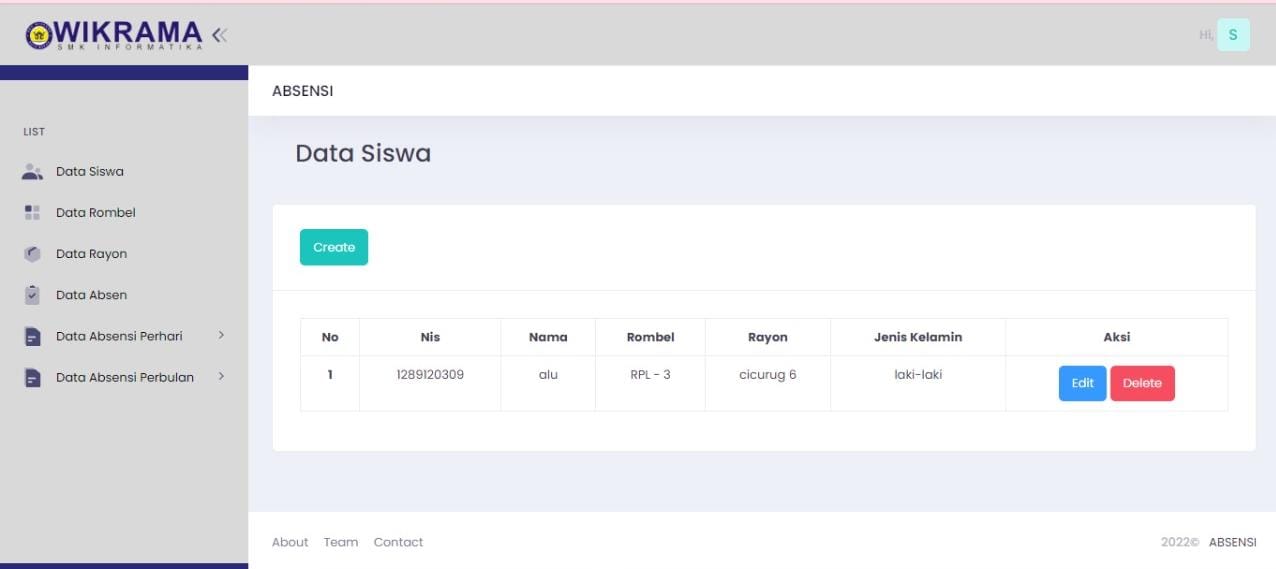 WIKRAMA
SMK INFORMATIKA
Hi, S
ABSENSI
LIST
Data Siswa
Data Rombel
Data Rayon
Data Absen
Data Absensi Perhari
Data Absensi Perbulan
Data Siswa
Create
No Nis Nama Rombel Rayon Jenis Kelamin Aksi
1 1289120309 alu RPL - 3 cicurug 6 laki-laki Edit Delete
About Team Contact
2022© ABSENSI